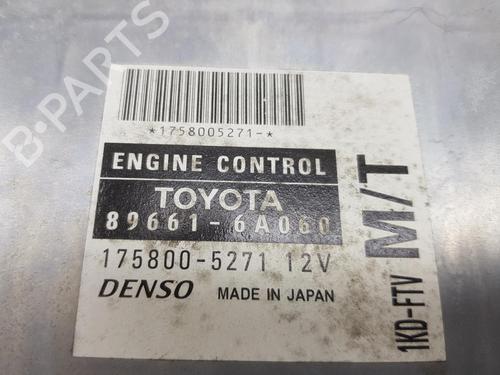 B-PARTS
*1758005271-*
ENGINE CONTROL
TOYOTA
89661-6A060
175800-5271 12V
DENSO MADE IN JAPAN
M/T
1KD-FTV